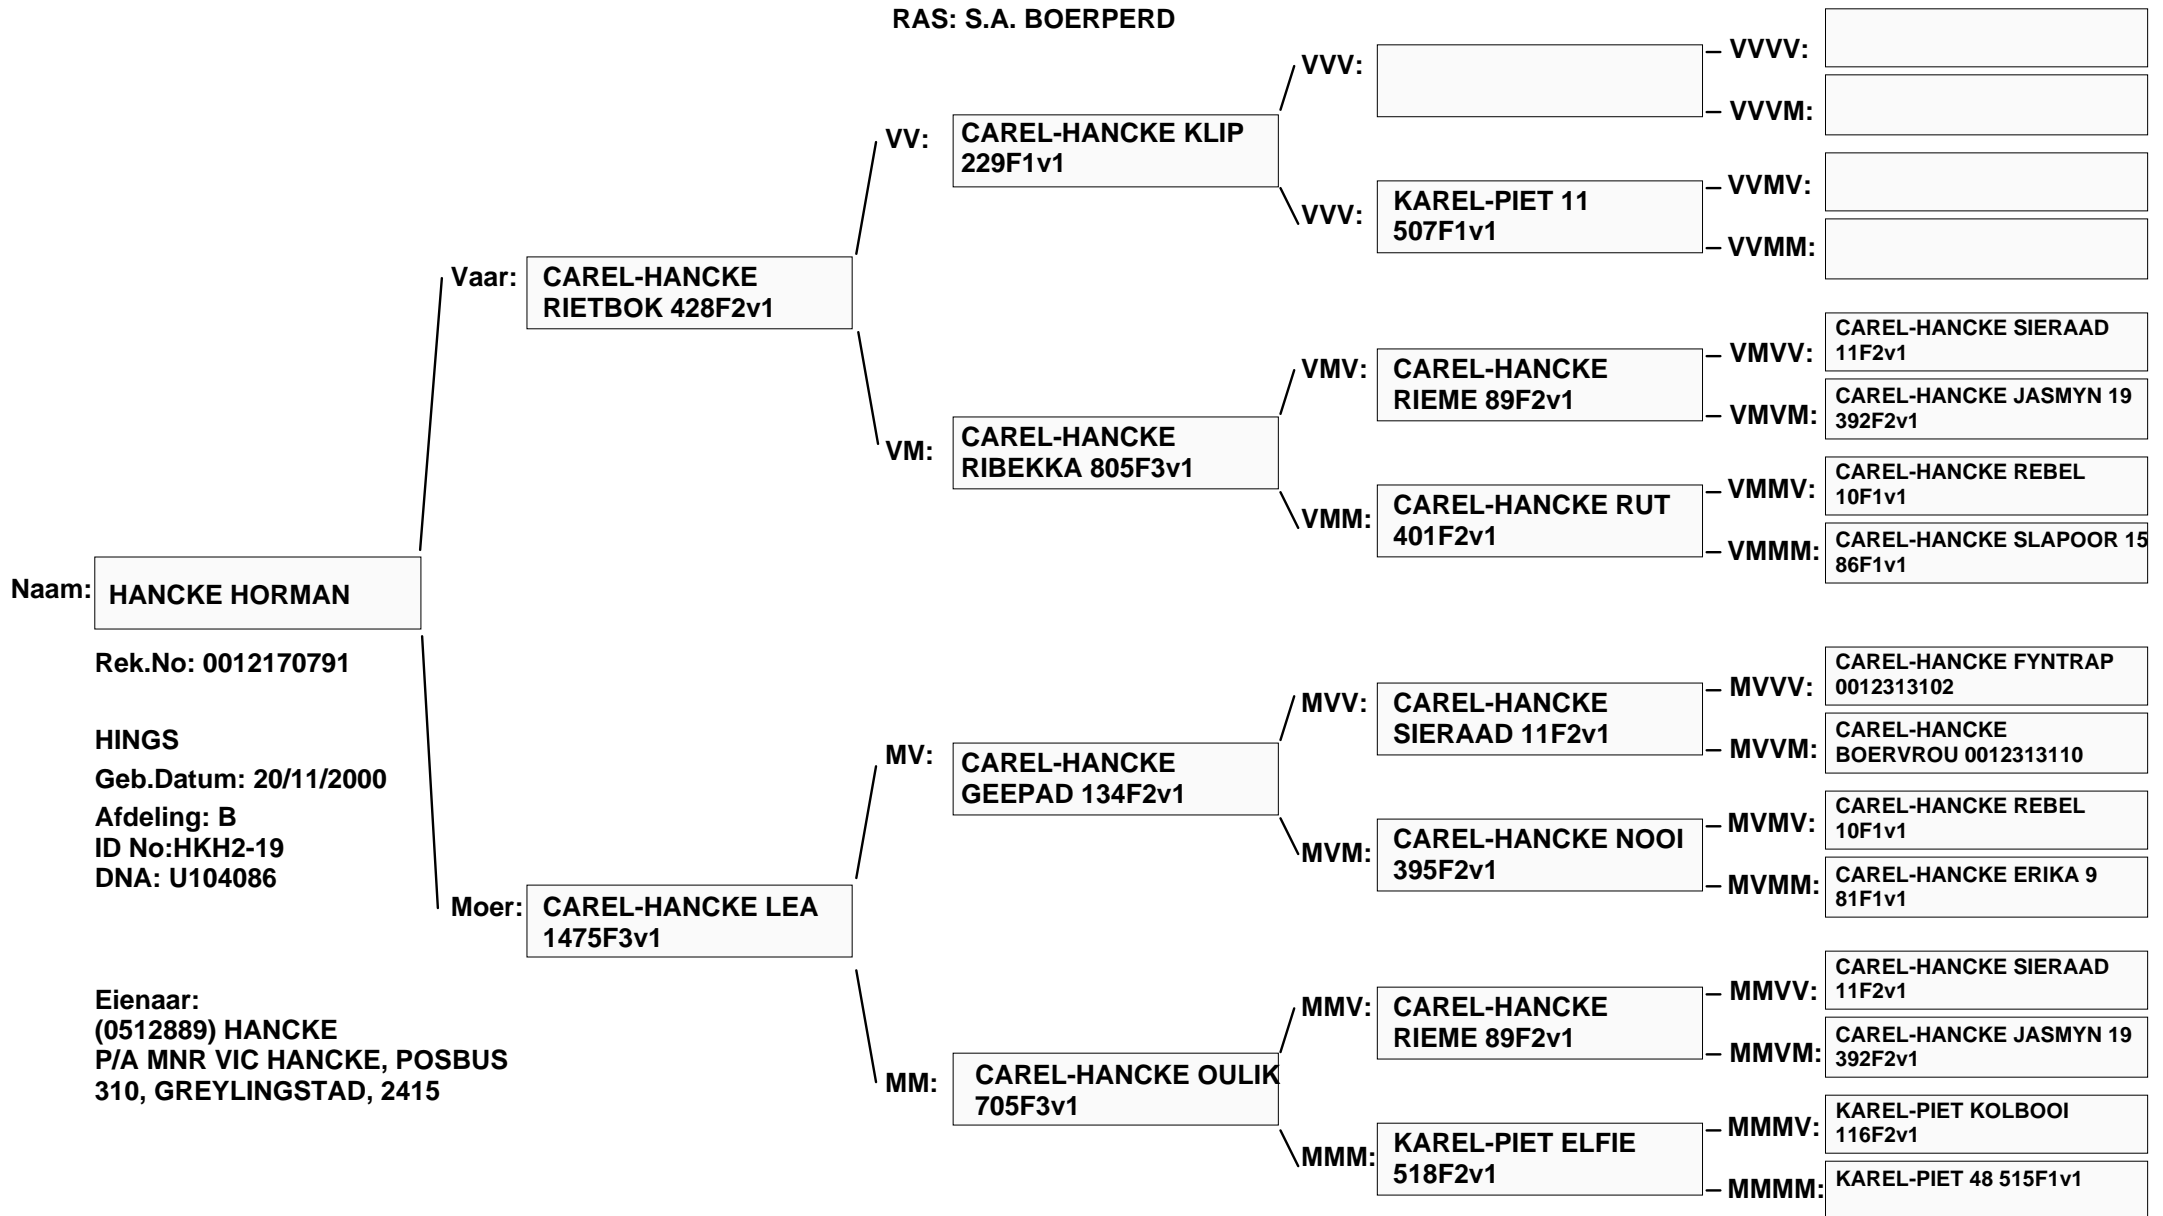 RAS: S.A. BOERPERD
Naam:
HANCKE HORMAN
Rek.No: 0012170791
HINGS
Geb.Datum: 20/11/2000
Afdeling: B
ID No:HKH2-19
DNA: U104086
Eienaar:
(0512889) HANCKE
P/A MNR VIC HANCKE, POSBUS
310, GREYLINGSTAD, 2415
Vaar:
CAREL-HANCKE
RIETBOK 428F2v1
Moer:
CAREL-HANCKE LEA
1475F3v1
VV:
CAREL-HANCKE KLIP
229F1v1
VM:
CAREL-HANCKE
RIBEKKA 805F3v1
MV:
CAREL-HANCKE
GEEPAD 134F2v1
MM:
CAREL-HANCKE OULIK
705F3v1
VVV:
VVV:
KAREL-PIET 11
507F1v1
VMV:
CAREL-HANCKE
RIEME 89F2v1
VMM:
CAREL-HANCKE RUT
401F2v1
MVV:
CAREL-HANCKE
SIERAAD 11F2v1
MVM:
CAREL-HANCKE NOOI
395F2v1
MMV:
CAREL-HANCKE
RIEME 89F2v1
MMM:
KAREL-PIET ELFIE
518F2v1
VVVV:
VVVM:
VVMV:
VVMM:
VMVV:
CAREL-HANCKE SIERAAD
11F2v1
VMVM:
CAREL-HANCKE JASMYN 19
392F2v1
VMMV:
CAREL-HANCKE REBEL
10F1v1
VMMM:
CAREL-HANCKE SLAPOOR 15
86F1v1
MVVV:
CAREL-HANCKE FYNTRAP
0012313102
MVVM:
CAREL-HANCKE
BOERVROU 0012313110
MVMV:
CAREL-HANCKE REBEL
10F1v1
MVMM:
CAREL-HANCKE ERIKA 9
81F1v1
MMVV:
CAREL-HANCKE SIERAAD
11F2v1
MMVM:
CAREL-HANCKE JASMYN 19
392F2v1
MMMV:
KAREL-PIET KOLBOOI
116F2v1
MMMM:
KAREL-PIET 48 515F1v1